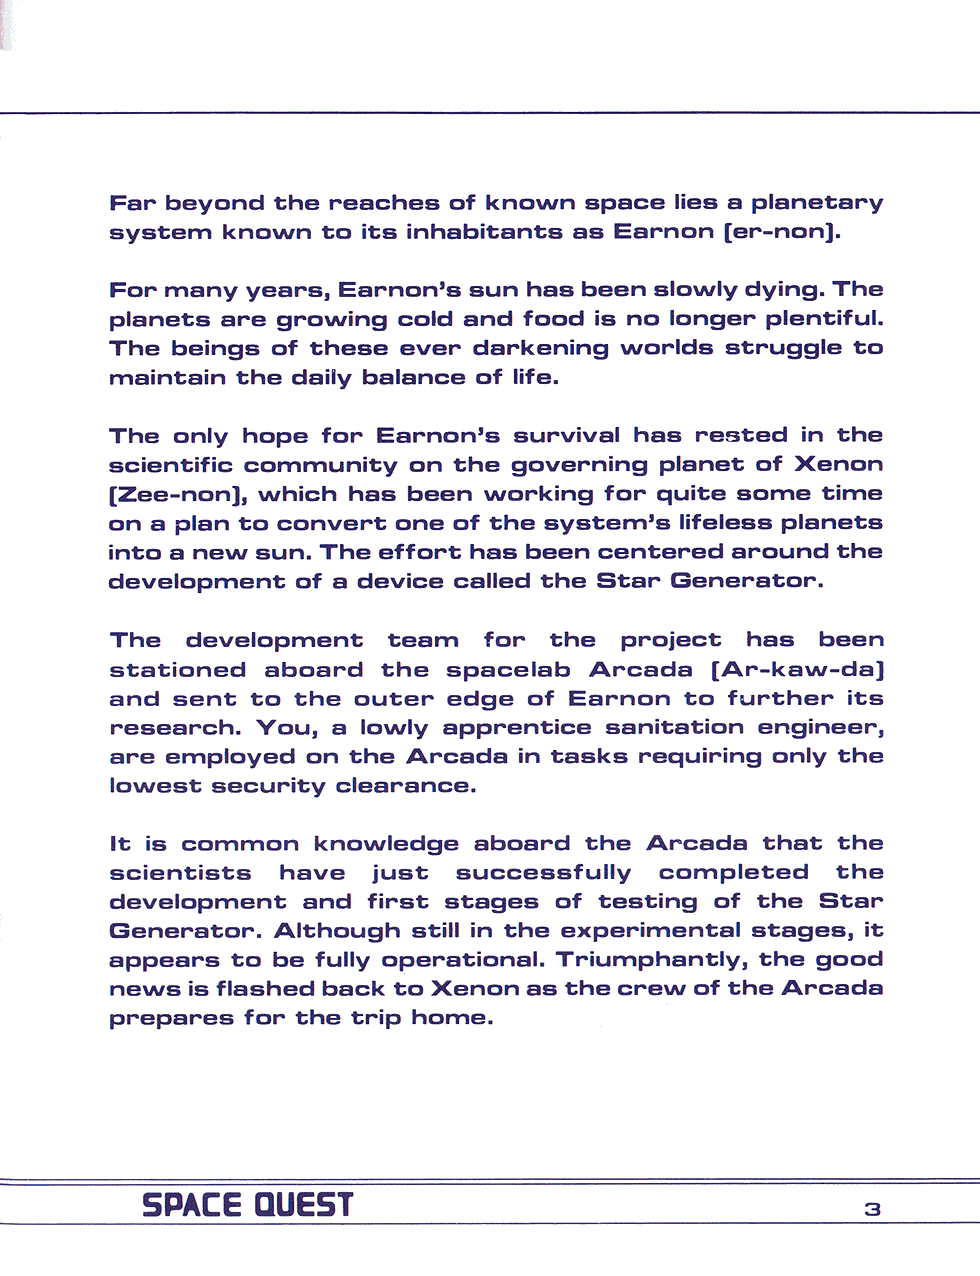 Far beyond the reaches of known space lies a planetary
system known to its inhabitants as Earnon [er-non].
For many years, Earnon's sun has been slowly dying. The
planets are growing cold and food is no longer plentiful.
The beings of these ever darkening worlds struggle to
maintain the daily balance of life.
The only hope for Earnon's survival has rested in the
scientific community on the governing planet of Xenon
[Zee-non], which has been working for quite some time
on a plan to convert one of the system's lifeless planets
into a new sun. The effort has been centered around the
development of a device called the Star Generator.
The development team for the project has been
stationed aboard the spacelab Arcada [Ar-kaw-da]
and sent to the outer edge of Earnon to further its
research. You, a lowly apprentice sanitation engineer,
are employed on the Arcada in tasks requiring only the
lowest security clearance.
It is common knowledge aboard the Arcada that the
scientists have just successfully completed the
development and first stages of testing of the Star
Generator. Although still in the experimental stages, it
appears to be fully operational. Triumphantly, the good
news is flashed back to Xenon as the crew of the Arcada
prepares for the trip home.
SPACE QUEST 3